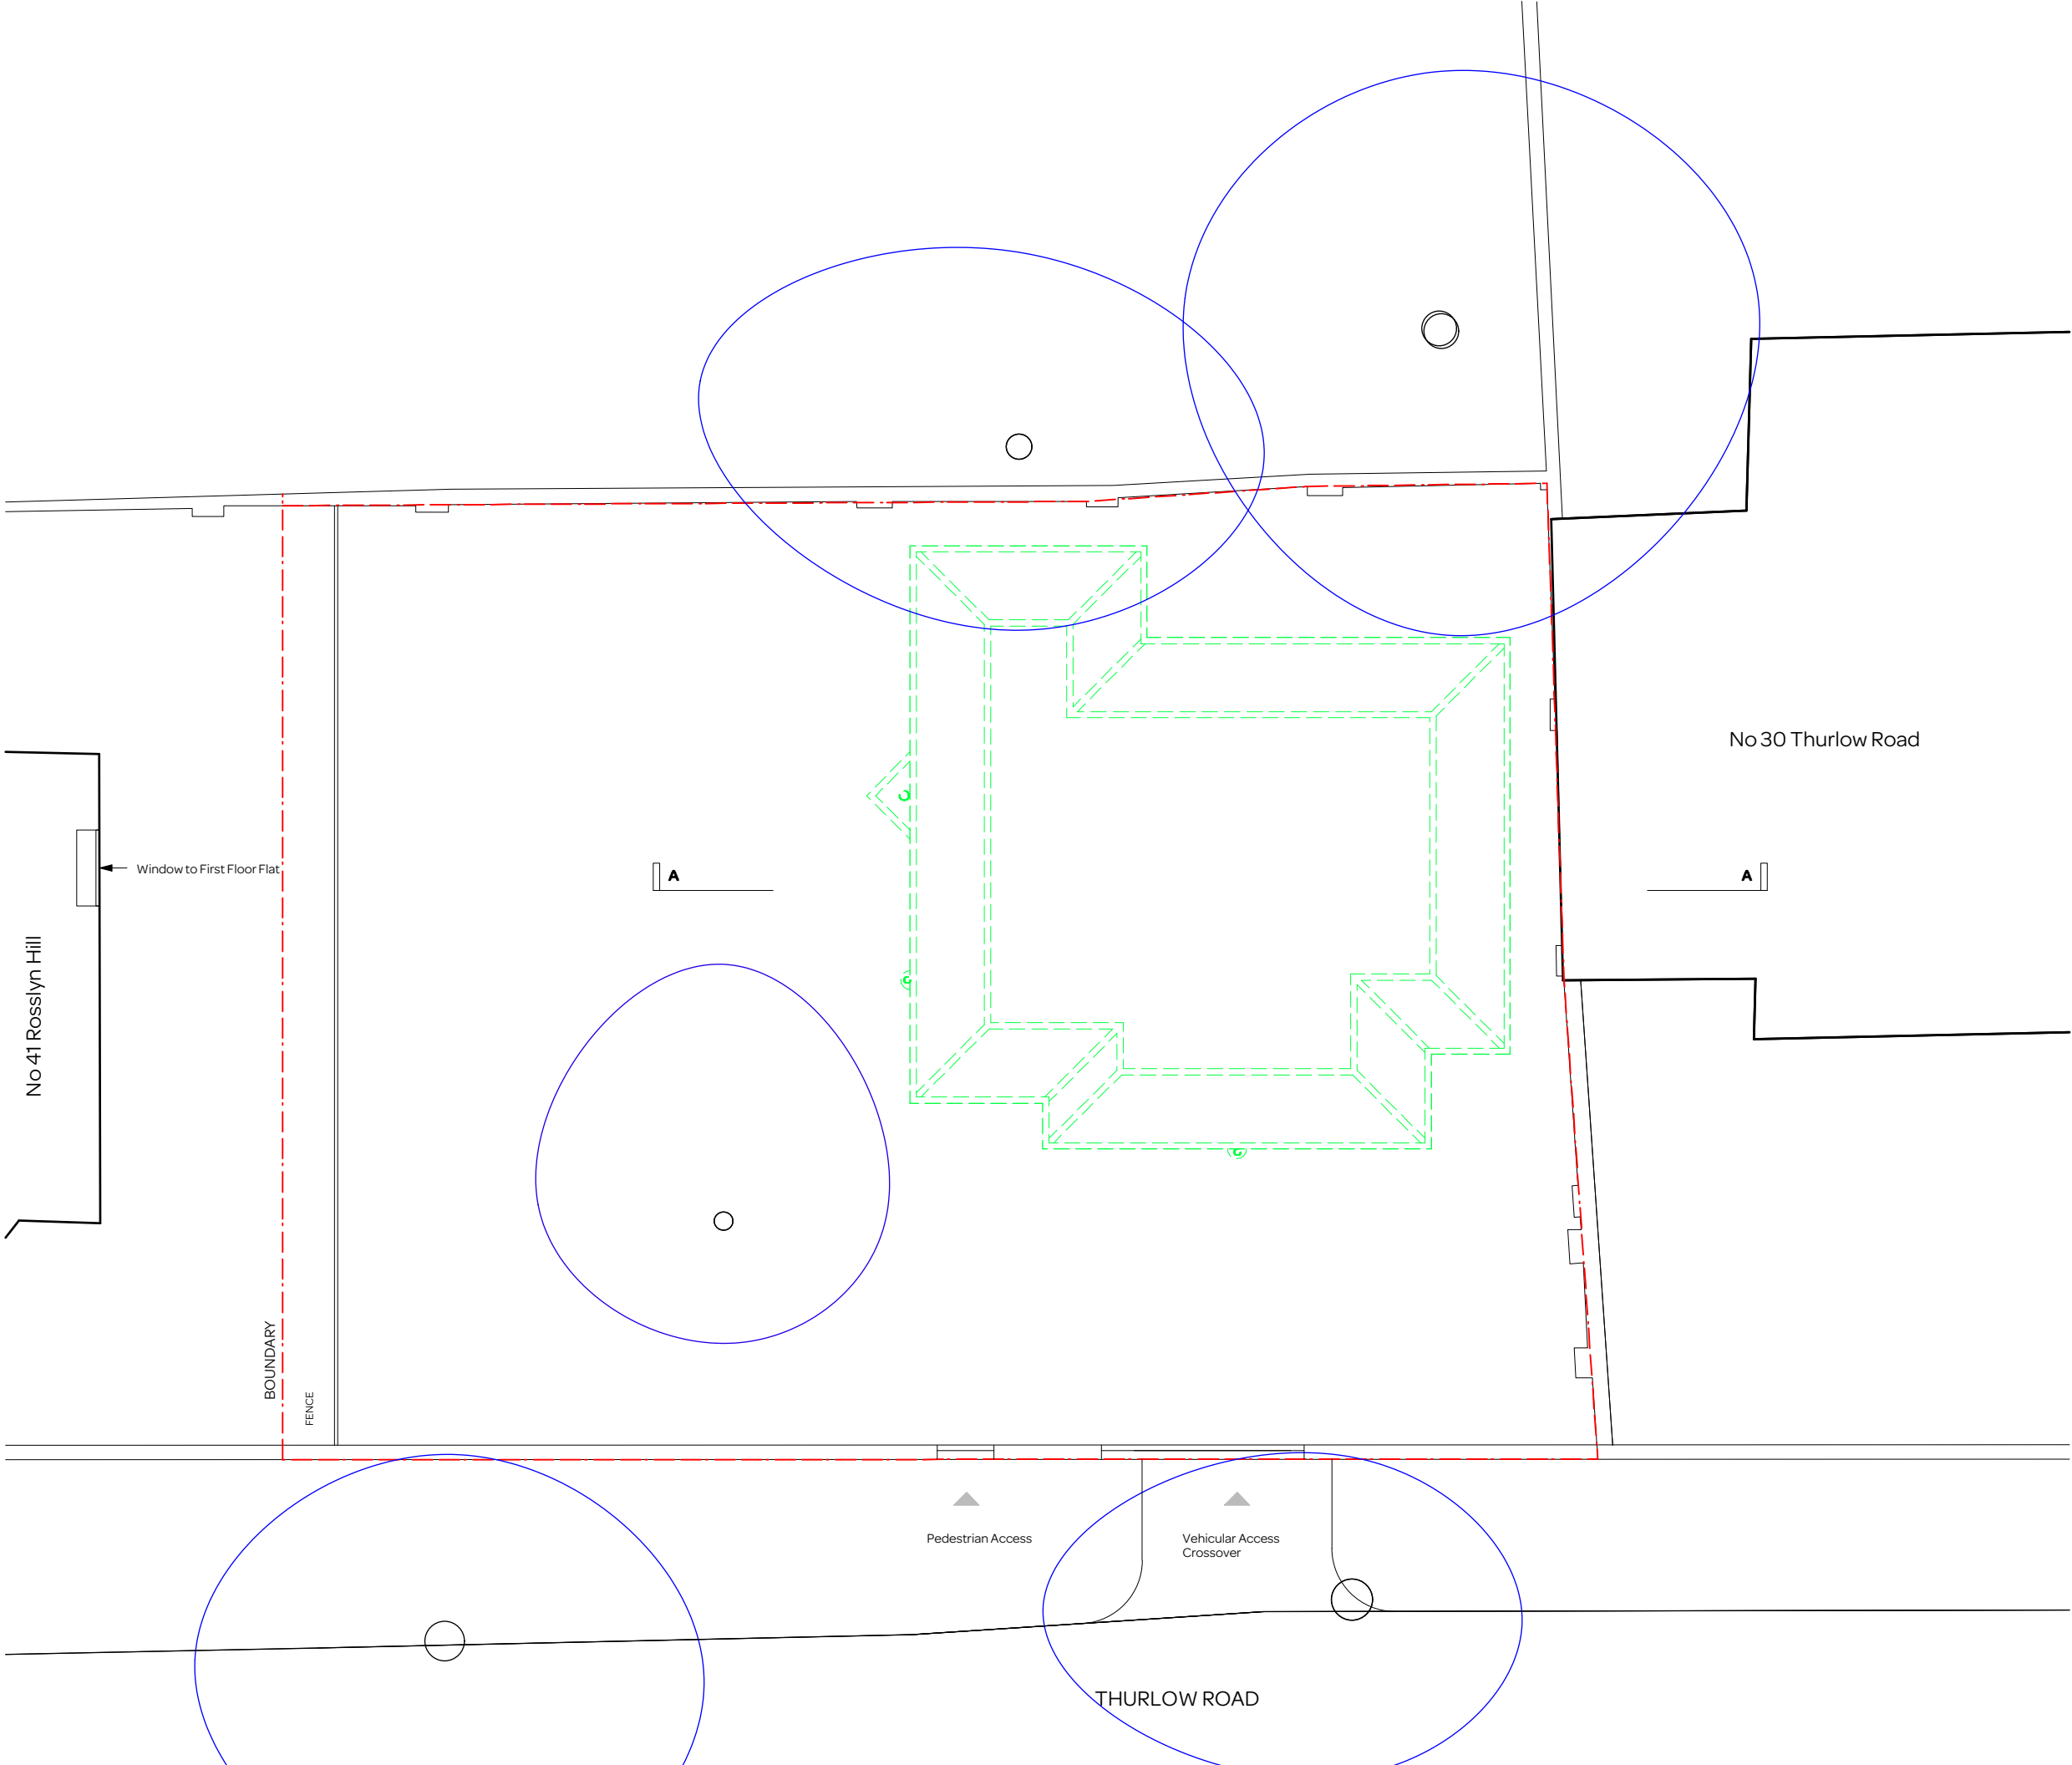 No 30 Thurlow Road
Window to First Floor Flat
A
A
No 41 Rosslyn Hill
BOUNDARY
FENCE
Pedestrian Access
Vehicular Access
Crossover
THURLOW ROAD